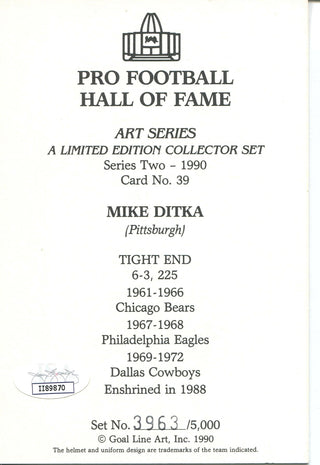 PRO FOOTBALL
HALL OF FAME
ART SERIES
A LIMITED EDITION COLLECTOR SET
Series Two – 1990
Card No. 39
MIKE DITKA
(Pittsburgh)
TIGHT END
6-3, 225
1961-1966
Chicago Bears
1967-1968
Philadelphia Eagles
1969-1972
Dallas Cowboys
Enshrined in 1988
II89870
Set No. 3963 /5,000
© Goal Line Art, Inc. 1990
The helmet and uniform design are trademarks of the team indicated.